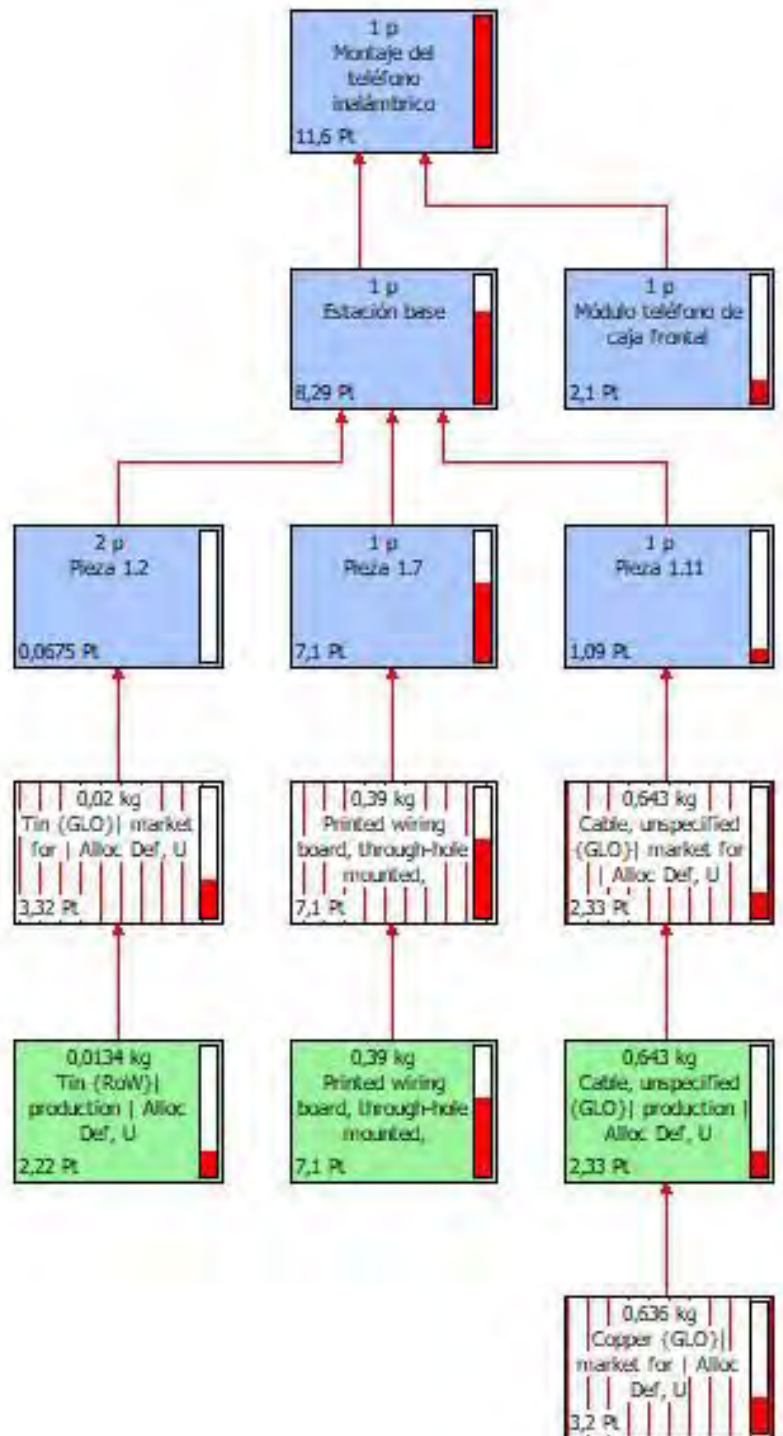 1 p
Montaje del
teléfono
inalámbrico
11,6 Pt
1 p
Estación base
8,29 Pt
1 p
Módulo teléfono de
caja frontal
2,1 Pt
2 p
Pieza 1.2
0,0675 Pt
1 p
Pieza 1.7
7,1 Pt
1 p
Pieza 1.11
1,09 Pt
0,02 kg
Tin {GLO}| market
for | Alloc Def, U
3,32 Pt
0,39 kg
Printed wiring
board, through-hole
mounted,
7,1 Pt
0,643 kg
Cable, unspecified
{GLO}| market for
| Alloc Def, U
2,33 Pt
0,0134 kg
Tin {RoW}|
production | Alloc
Def, U
2,22 Pt
0,39 kg
Printed wiring
board, through-hole
mounted,
7,1 Pt
0,643 kg
Cable, unspecified
{GLO}| production |
Alloc Def, U
2,33 Pt
0,636 kg
Copper {GLO}|
market for | Alloc
Def, U
3,2 Pt